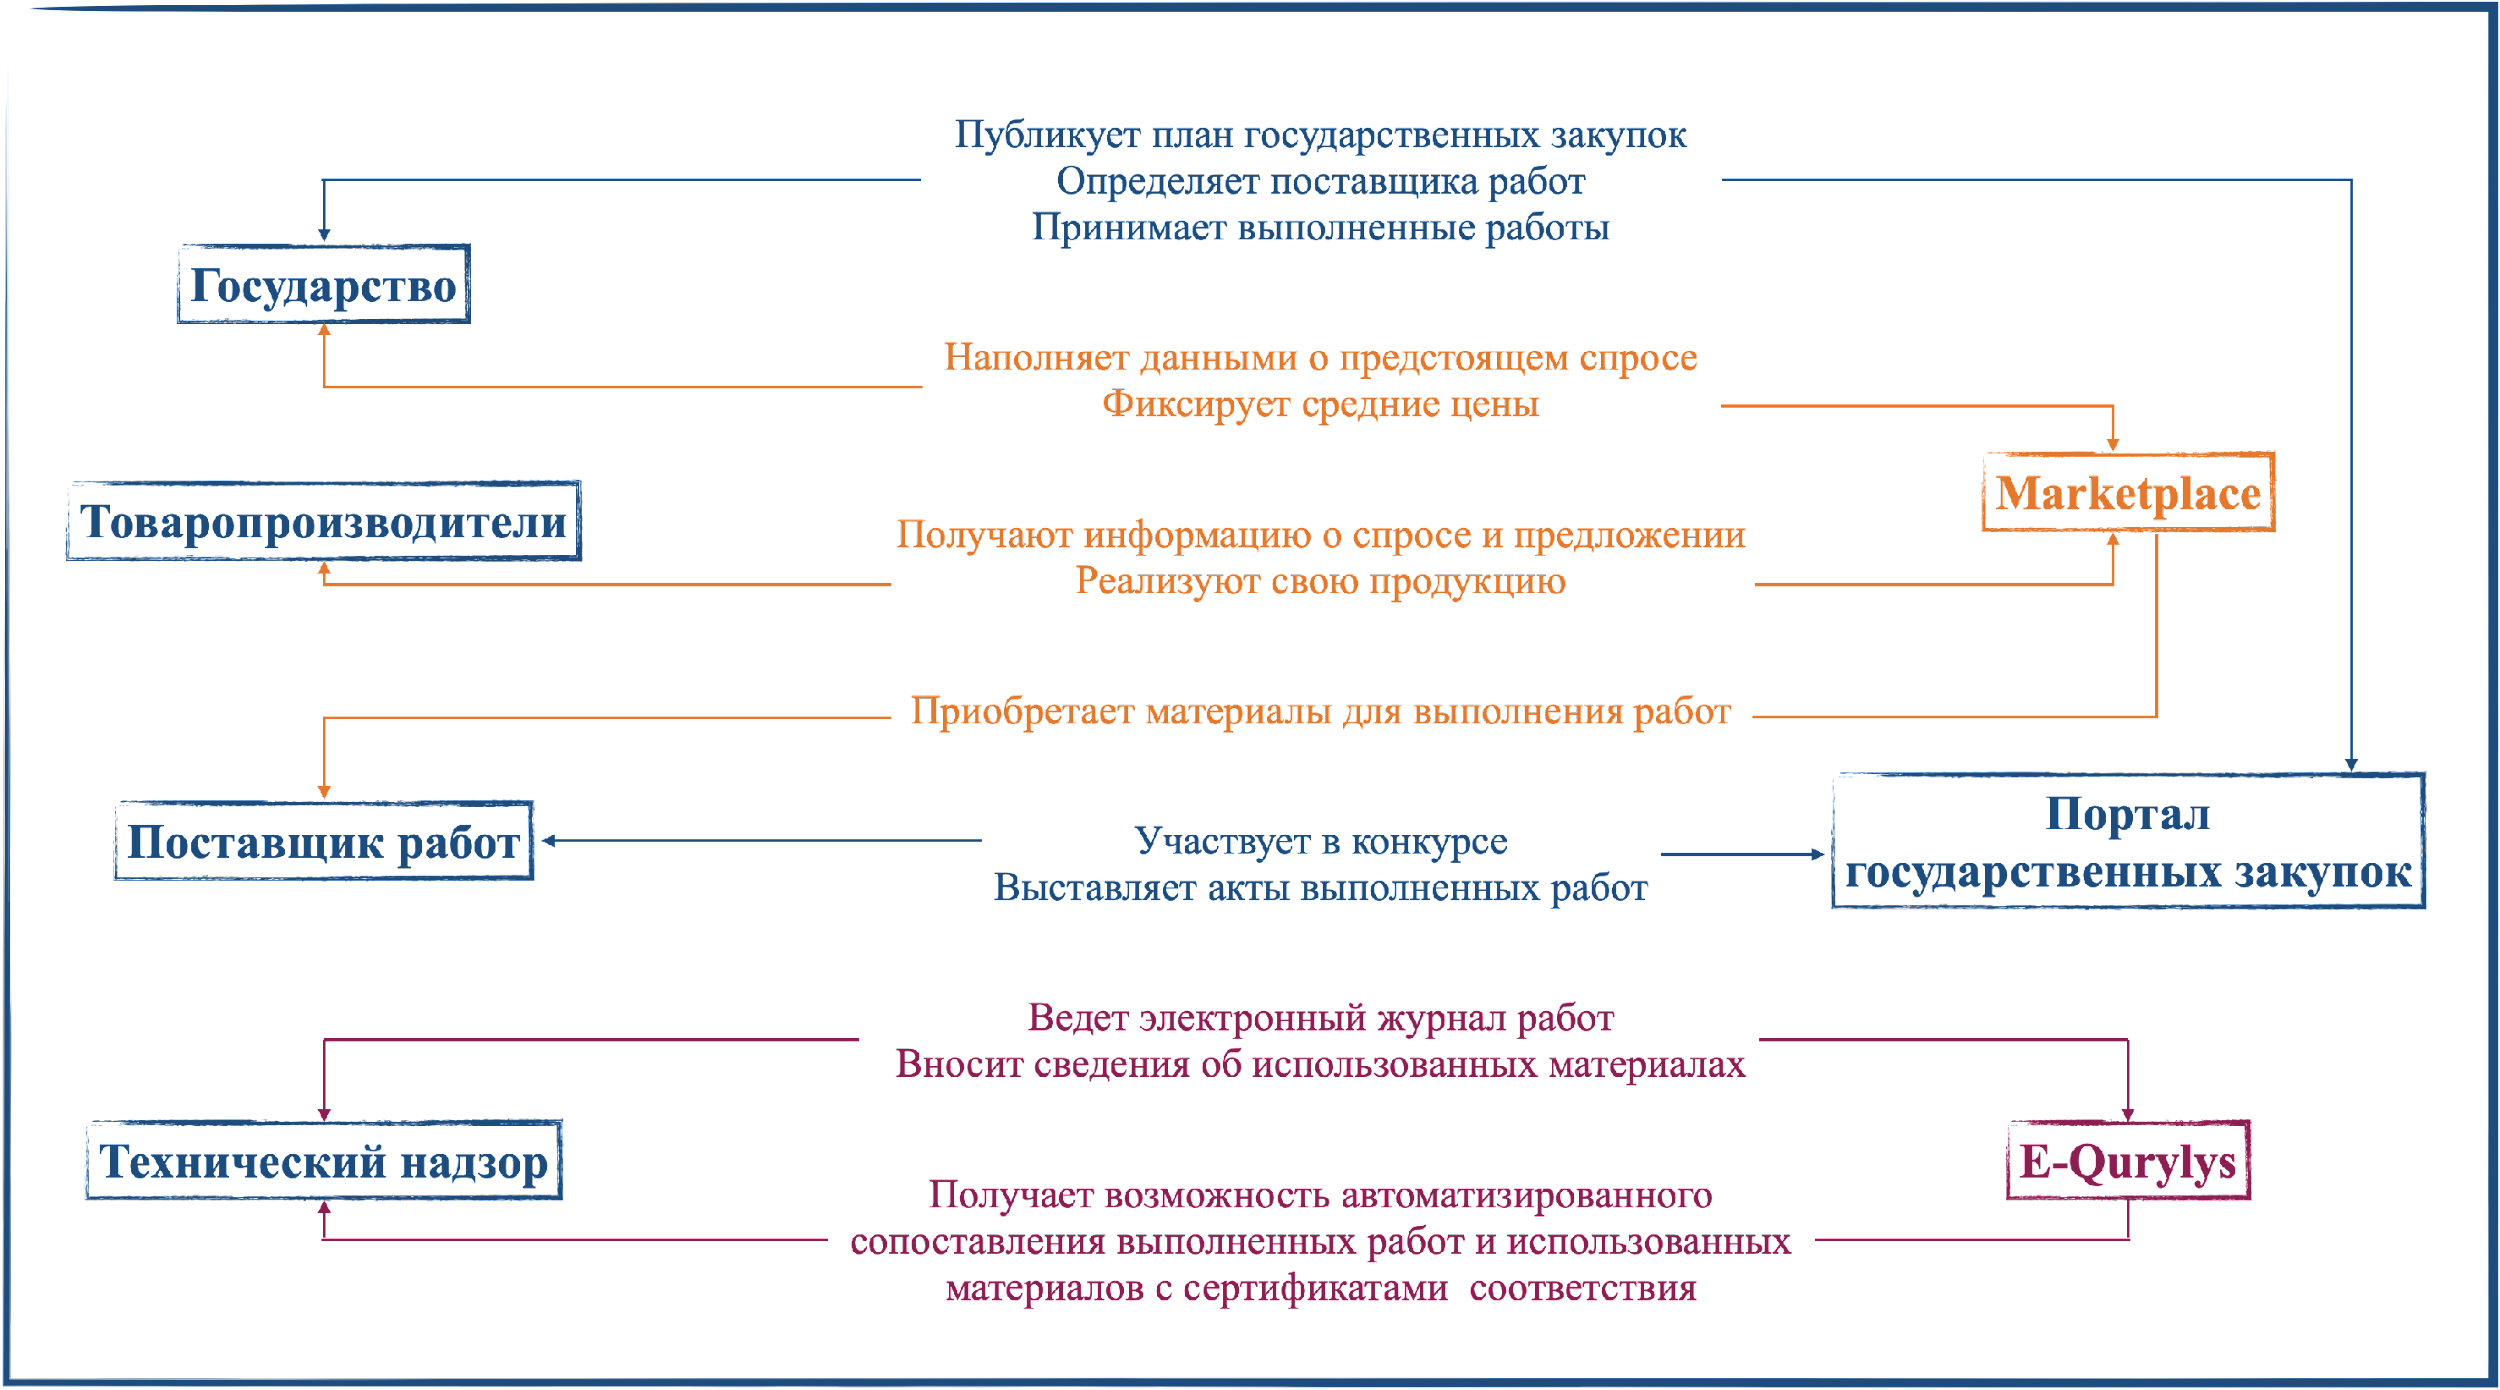 Публикует план государственных закупок
Определяет поставщика работ
Принимает выполненные работы
Государство
Наполняет данными о предстоящем спросе
Фиксирует средние цены
Marketplace
Товаропроизводители
Получают информацию о спросе и предложении
Реализуют свою продукцию
Приобретает материалы для выполнения работ
Поставщик работ
Участвует в конкурсе
Выставляет акты выполненных работ
Портал
государственных закупок
Ведет электронный журнал работ
Вносит сведения об использованных материалах
Технический надзор
E-Qurylys
Получает возможность автоматизированного
сопоставления выполненных работ и использованных
материалов с сертификатами соответствия